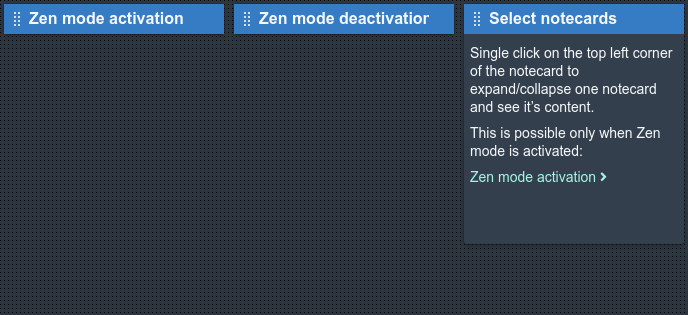 Zen mode activation
Zen mode deactivation
Select notecards
Single click on the top left corner
of the notecard to
expand/collapse one notecard
and see it's content.
This is possible only when Zen
mode is activated:
Zen mode activation